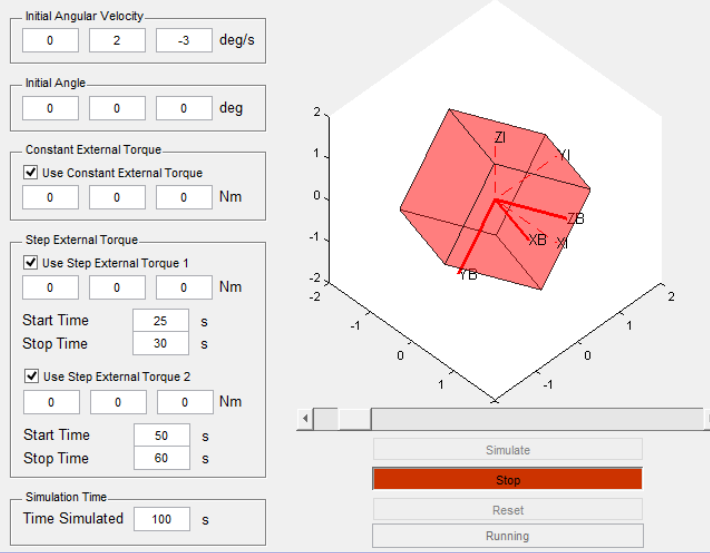 Initial Angular Velocity
0 2 -3 deg/s
Initial Angle
0 0 0 deg
Constant External Torque
Use Constant External Torque
0 0 0 Nm
Step External Torque
Use Step External Torque 1
0 0 0 Nm
Start Time 25 s
Stop Time 30 s
Use Step External Torque 2
0 0 0 Nm
Start Time 50 s
Stop Time 60 s
Simulation Time
Time Simulated 100 s
2
1
0
-1
-2
-2
-1
0
1
-1
0
1
2
ZI
YI
ZB
XB XI
YB
Simulate
Stop
Reset
Running